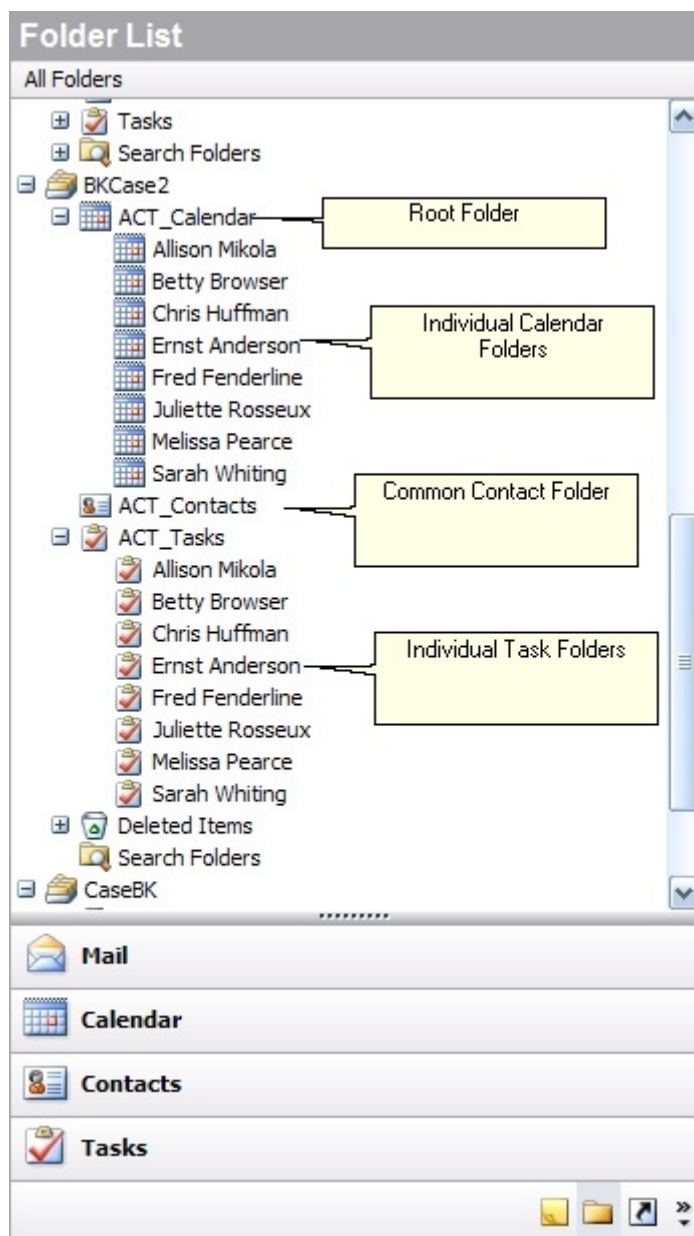 Folder List
All Folders
Tasks
Search Folders
BKCase2
ACT_Calendar
Root Folder
Allison Mikola
Betty Browser
Chris Huffman
Individual Calendar
Folders
Ernst Anderson
Fred Fenderline
Juliette Rosseux
Melissa Pearce
Sarah Whiting
Common Contact Folder
ACT_Contacts
ACT_Tasks
Allison Mikola
Betty Browser
Chris Huffman
Individual Task Folders
Ernst Anderson
Fred Fenderline
Juliette Rosseux
Melissa Pearce
Sarah Whiting
Deleted Items
Search Folders
CaseBK
Mail
Calendar
Contacts
Tasks